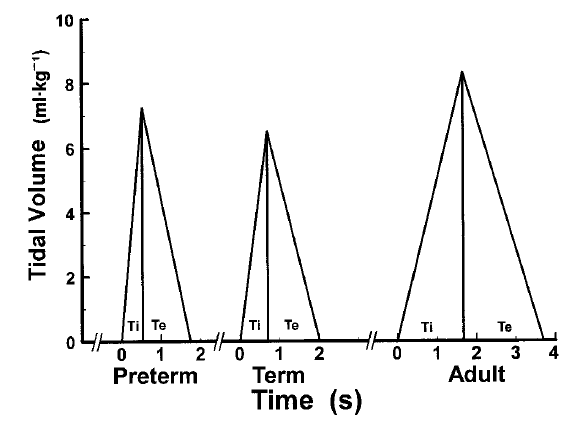 Tidal Volume (ml·kg⁻¹)
10
8
6
4
2
0
Ti Te Ti Te Ti Te
0 1 2 0 1 2 0 1 2 3 4
Preterm Term Adult
Time (s)